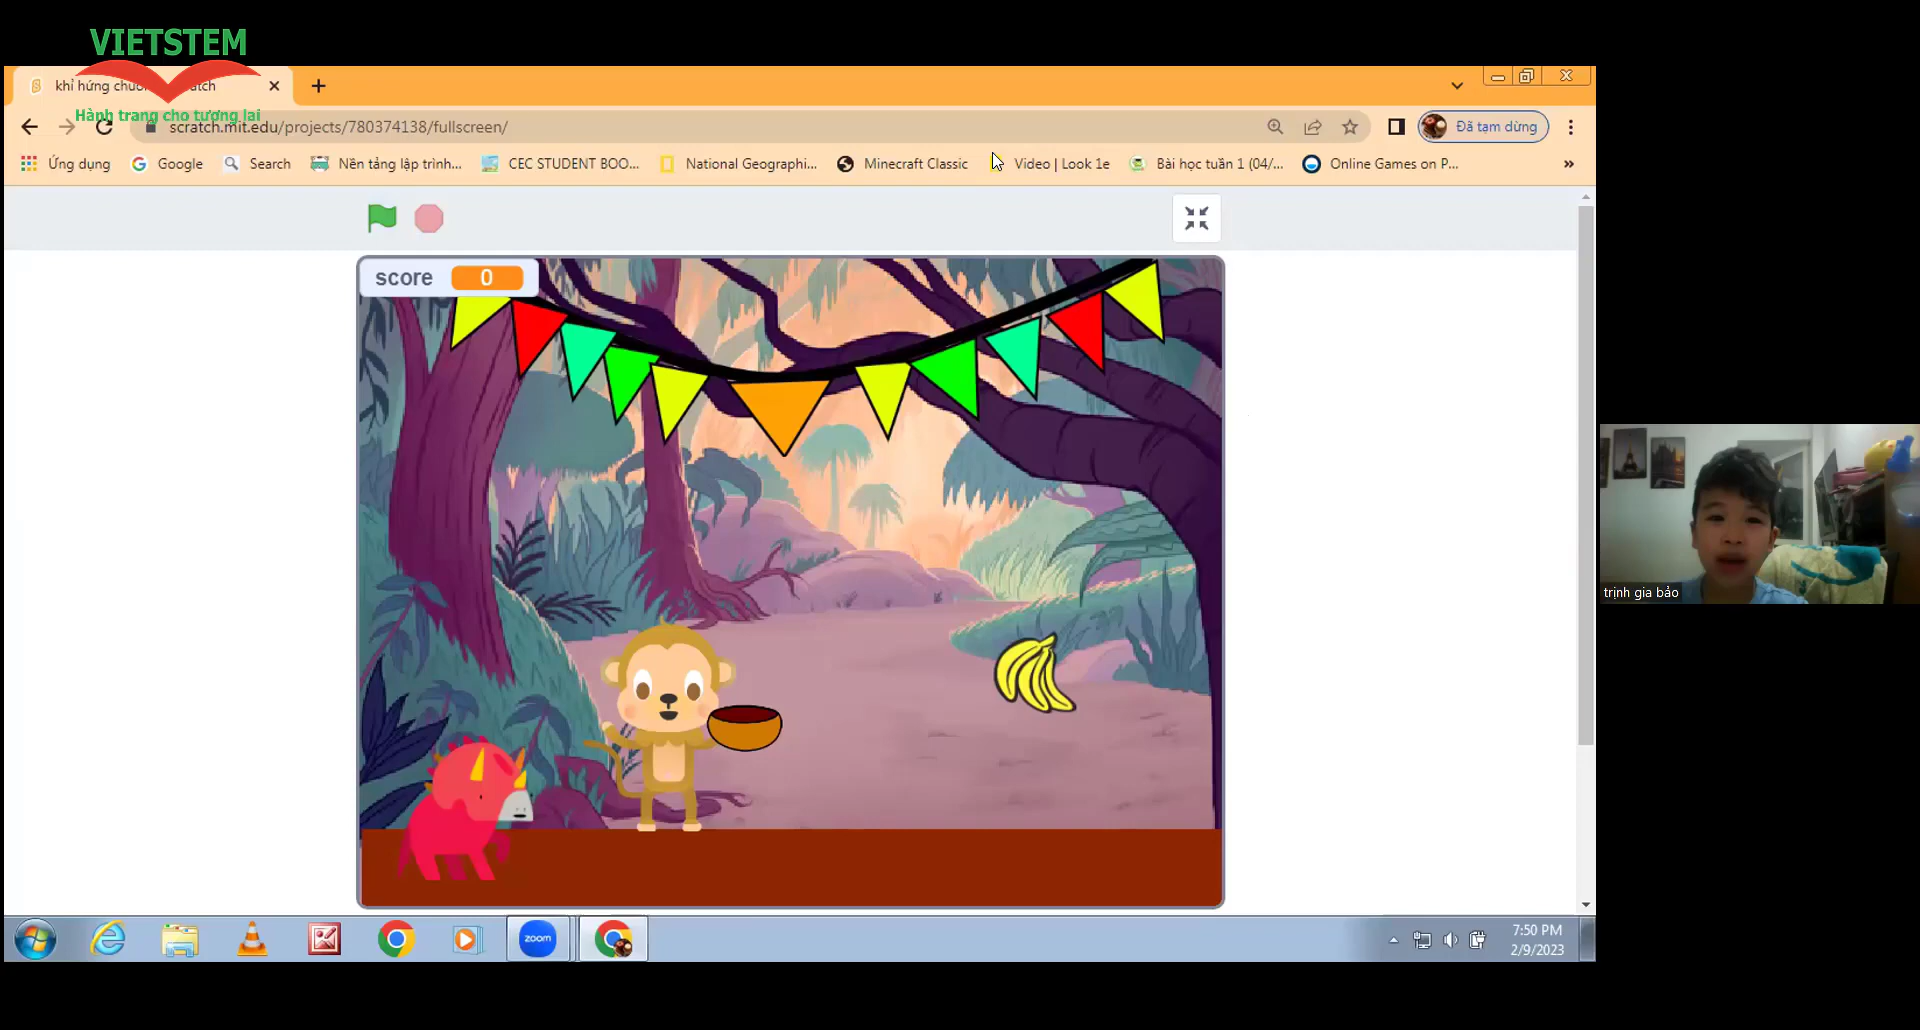 VIETSTEM
Hành trang cho tương lai
khỉ hứng
scratch.mit.edu/projects/780374138/fullscreen/
Đã tạm dừng
Ứng dụng
Google
Search
Nền tảng lập trình...
CEC STUDENT BOO...
National Geographi...
Minecraft Classic
Video | Look 1e
Bài học tuần 1 (04/...
Online Games on P...
»
score 0
trịnh gia bảo
zoom
7:50 PM
2/9/2023